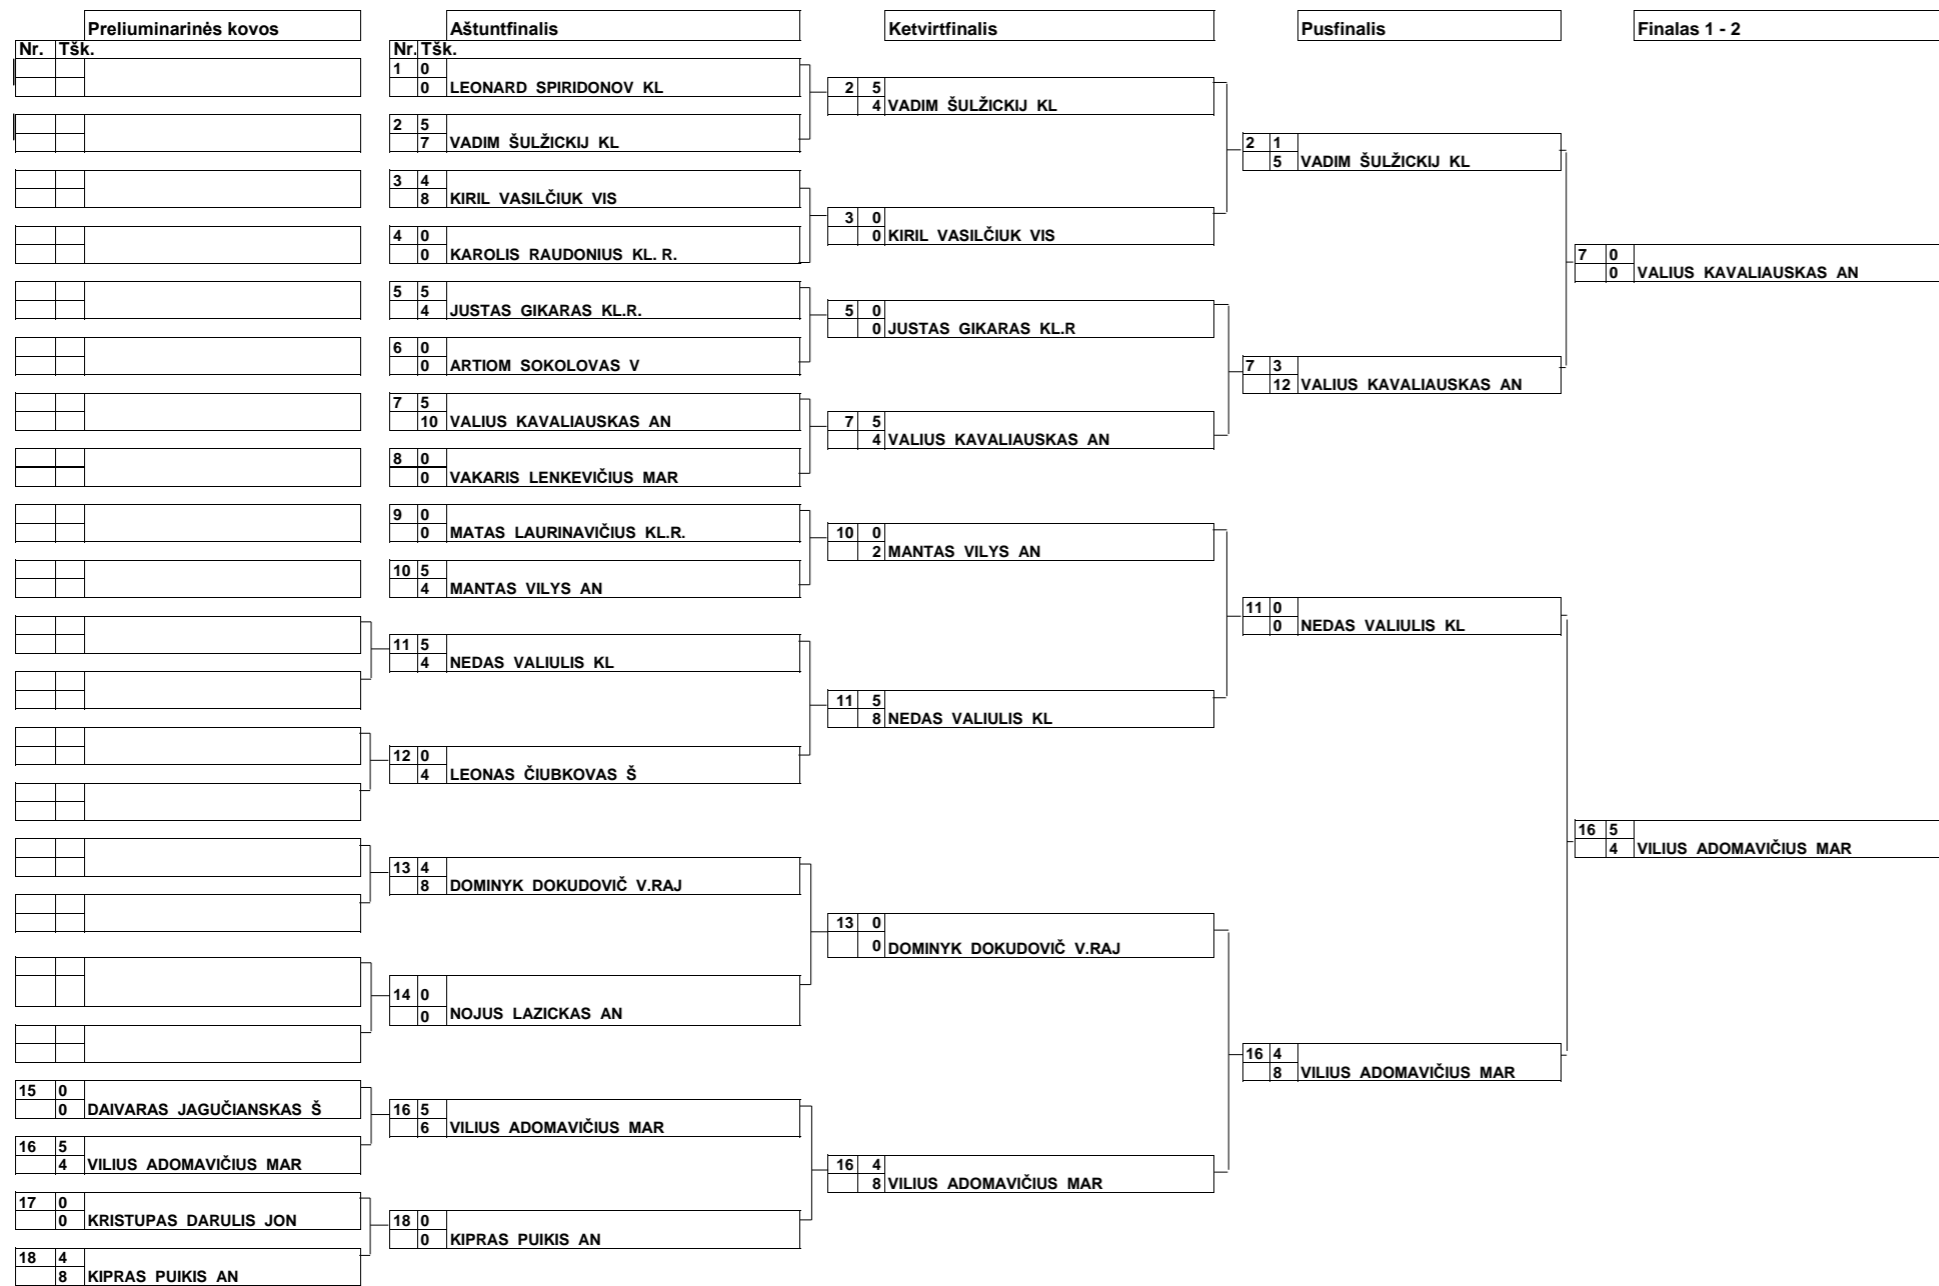 Preliuminarinės kovos
Aštuntfinalis
Ketvirtfinalis
Pusfinalis
Finalas 1 - 2
Nr. Tšk.
Nr. Tšk.
1 0
0 LEONARD SPIRIDONOV KL
2 5
7 VADIM ŠULŽICKIJ KL
3 4
8 KIRIL VASILČIUK VIS
4 0
0 KAROLIS RAUDONIUS KL. R.
5 5
4 JUSTAS GIKARAS KL.R.
6 0
0 ARTIOM SOKOLOVAS V
7 5
10 VALIUS KAVALIAUSKAS AN
8 0
0 VAKARIS LENKEVIČIUS MAR
9 0
0 MATAS LAURINAVIČIUS KL.R.
10 5
4 MANTAS VILYS AN
11 5
4 NEDAS VALIULIS KL
12 0
4 LEONAS ČIUBKOVAS Š
13 4
8 DOMINYK DOKUDOVIČ V.RAJ
14 0
0 NOJUS LAZICKAS AN
15 0
0 DAIVARAS JAGUČIANSKAS Š
16 5
4 VILIUS ADOMAVIČIUS MAR
17 0
0 KRISTUPAS DARULIS JON
18 4
8 KIPRAS PUIKIS AN
16 5
6 VILIUS ADOMAVIČIUS MAR
18 0
0 KIPRAS PUIKIS AN
2 5
4 VADIM ŠULŽICKIJ KL
3 0
0 KIRIL VASILČIUK VIS
5 0
0 JUSTAS GIKARAS KL.R
7 5
4 VALIUS KAVALIAUSKAS AN
10 0
2 MANTAS VILYS AN
11 5
8 NEDAS VALIULIS KL
13 0
0 DOMINYK DOKUDOVIČ V.RAJ
16 4
8 VILIUS ADOMAVIČIUS MAR
2 1
5 VADIM ŠULŽICKIJ KL
7 3
12 VALIUS KAVALIAUSKAS AN
11 0
0 NEDAS VALIULIS KL
16 4
8 VILIUS ADOMAVIČIUS MAR
7 0
0 VALIUS KAVALIAUSKAS AN
16 5
4 VILIUS ADOMAVIČIUS MAR